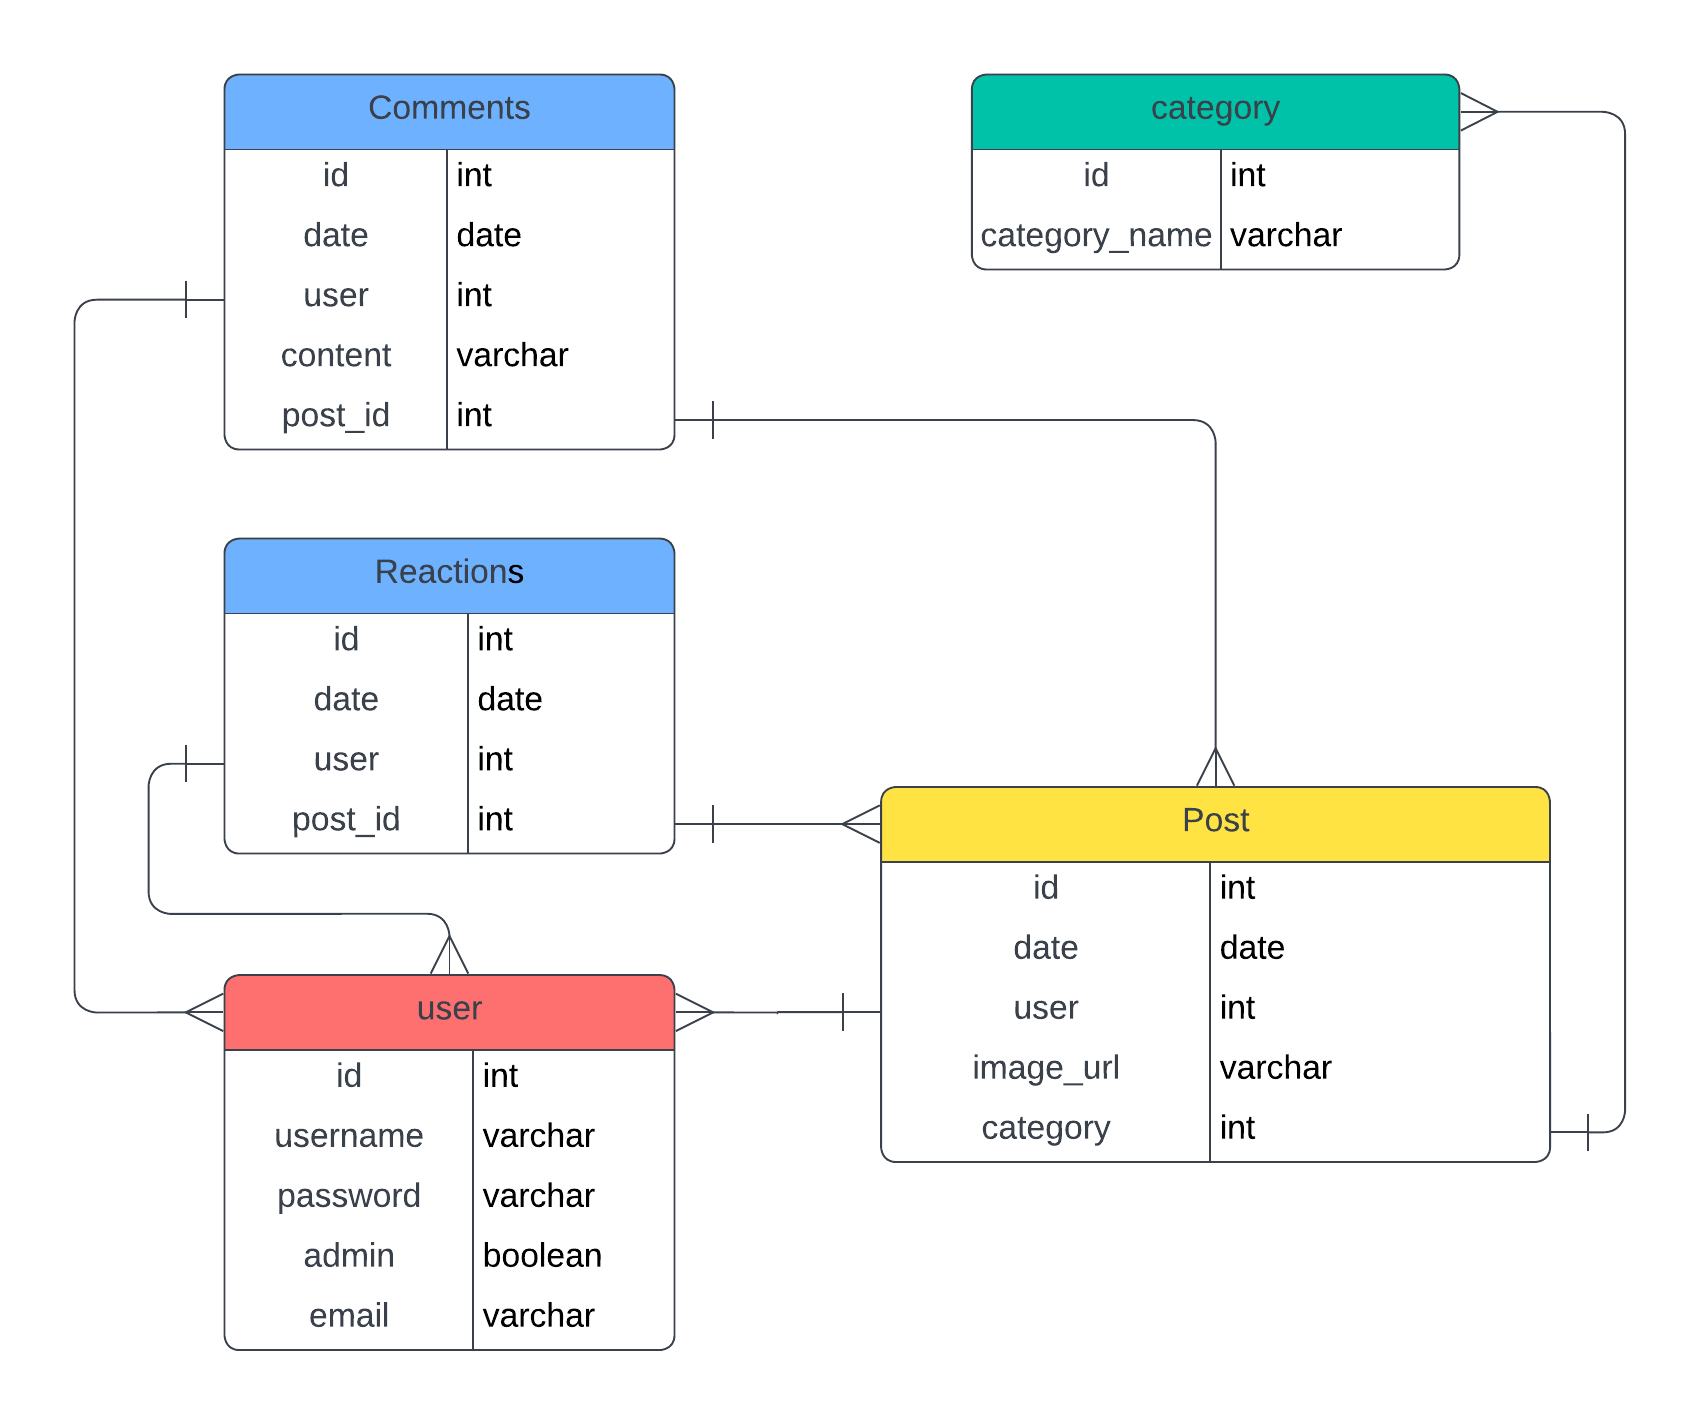 Comments
id int
date date
user int
content varchar
post_id int
category
id int
category_name varchar
Reactions
id int
date date
user int
post_id int
Post
id int
date date
user int
image_url varchar
category int
user
id int
username varchar
password varchar
admin boolean
email varchar